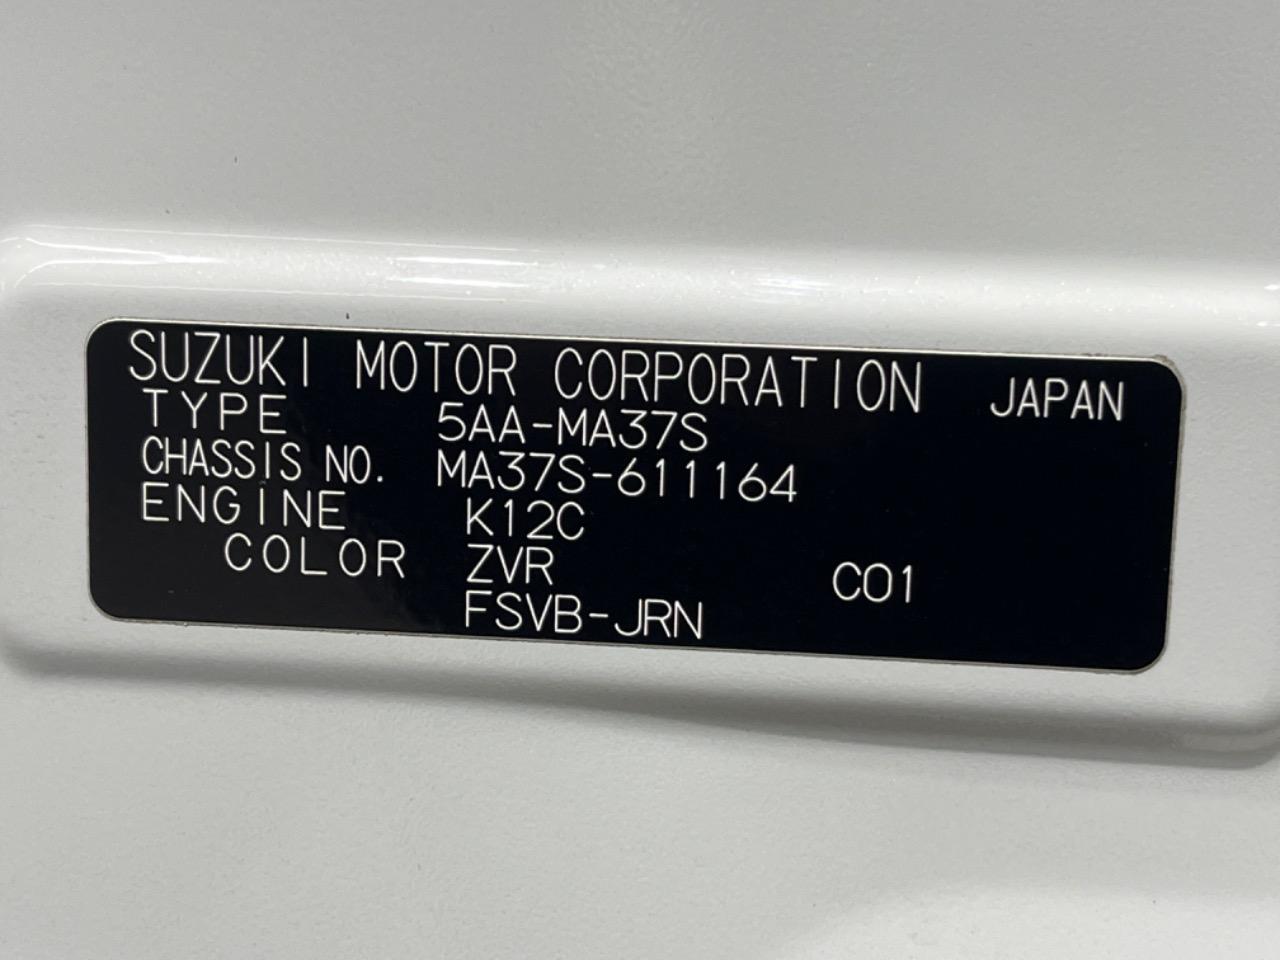 SUZUKI MOTOR CORPORATION JAPAN
TYPE 5AA-MA37S
CHASSIS NO. MA37S-611164
ENGINE K12C
COLOR ZVR C01
FSVB-JRN